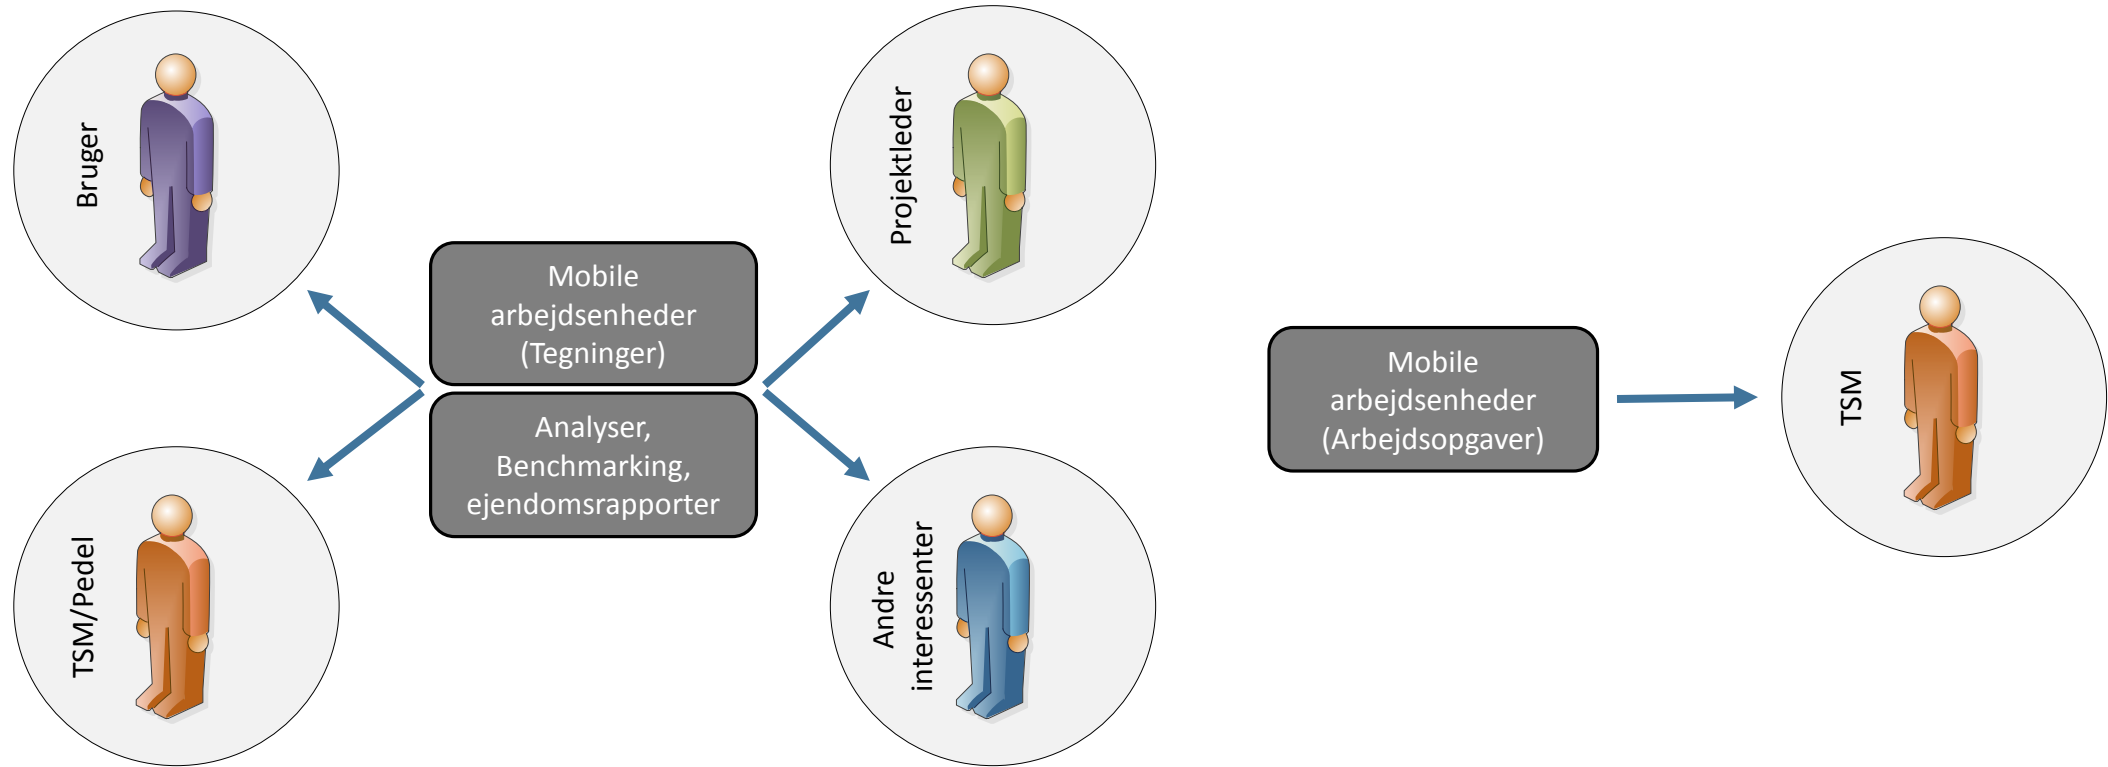 Bruger
Projektleder
Mobile
arbejdsenheder
(Tegninger)
Analyser,
Benchmarking,
ejendomsrapporter
TSM/Pedel
Andre
interessenter
Mobile
arbejdsenheder
(Arbejdsopgaver)
TSM